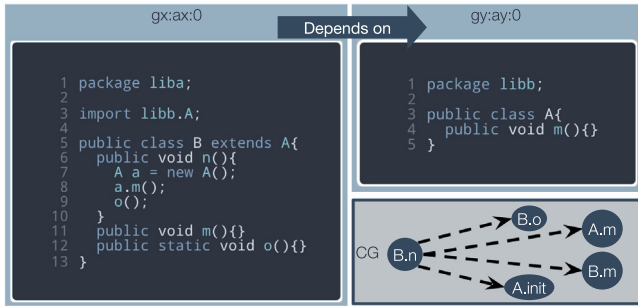 gx:ax:0
Depends on
gy:ay:0
1 package liba;
2
3 import libb.A;
4
5 public class B extends A{
6 public void n(){
7 A a = new A();
8 a.m();
9 o();
10 }
11 public void m(){}
12 public static void o(){}
13 }
1 package libb;
2
3 public class A{
4 public void m(){}
5 }
CG
B.n
B.o
A.m
B.m
A.init